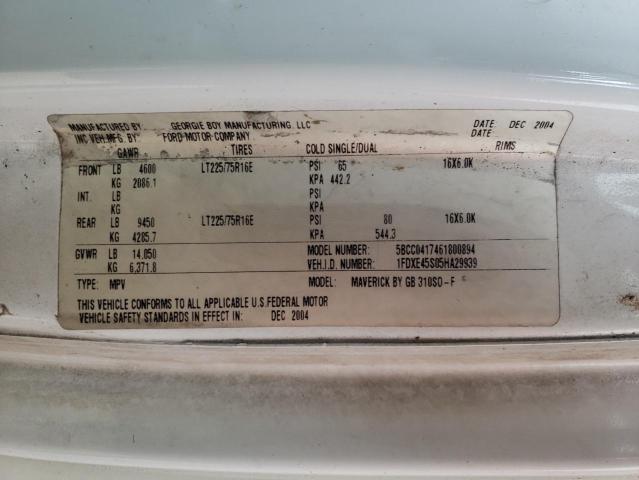 MANUFACTURED BY GEORGIE BOY MANUFACTURING, LLC DATE DEC 2004
INC VEH. MFG. BY FORD MOTOR COMPANY DATE:
GAWR TIRES COLD SINGLE/DUAL RIMS
FRONT LB 4600 LT225/75R16E PSI 65 16X6.0K
KG 2086.1 KPA 442.2
INT. LB PSI
KG KPA
REAR LB 9450 LT225/75R16E PSI 80 16X6.0K
KG 4285.7 KPA 544.3
GVWR LB 14,050 MODEL NUMBER: 5BCC0417461800894
KG 6,371.8 VEH.I.D. NUMBER: 1FDXE45S05HA29939
TYPE: MPV MODEL: MAVERICK BY GB 310SO-F
THIS VEHICLE CONFORMS TO ALL APPLICABLE U.S FEDERAL MOTOR
VEHICLE SAFETY STANDARDS IN EFFECT IN: DEC 2004